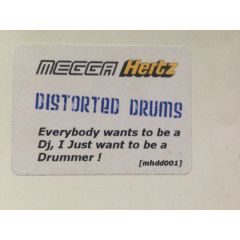 MEGGA Hertz
DISTORTED DRUMS
Everybody wants to be a
Dj, I Just want to be a
Drummer !
[mhdd001]